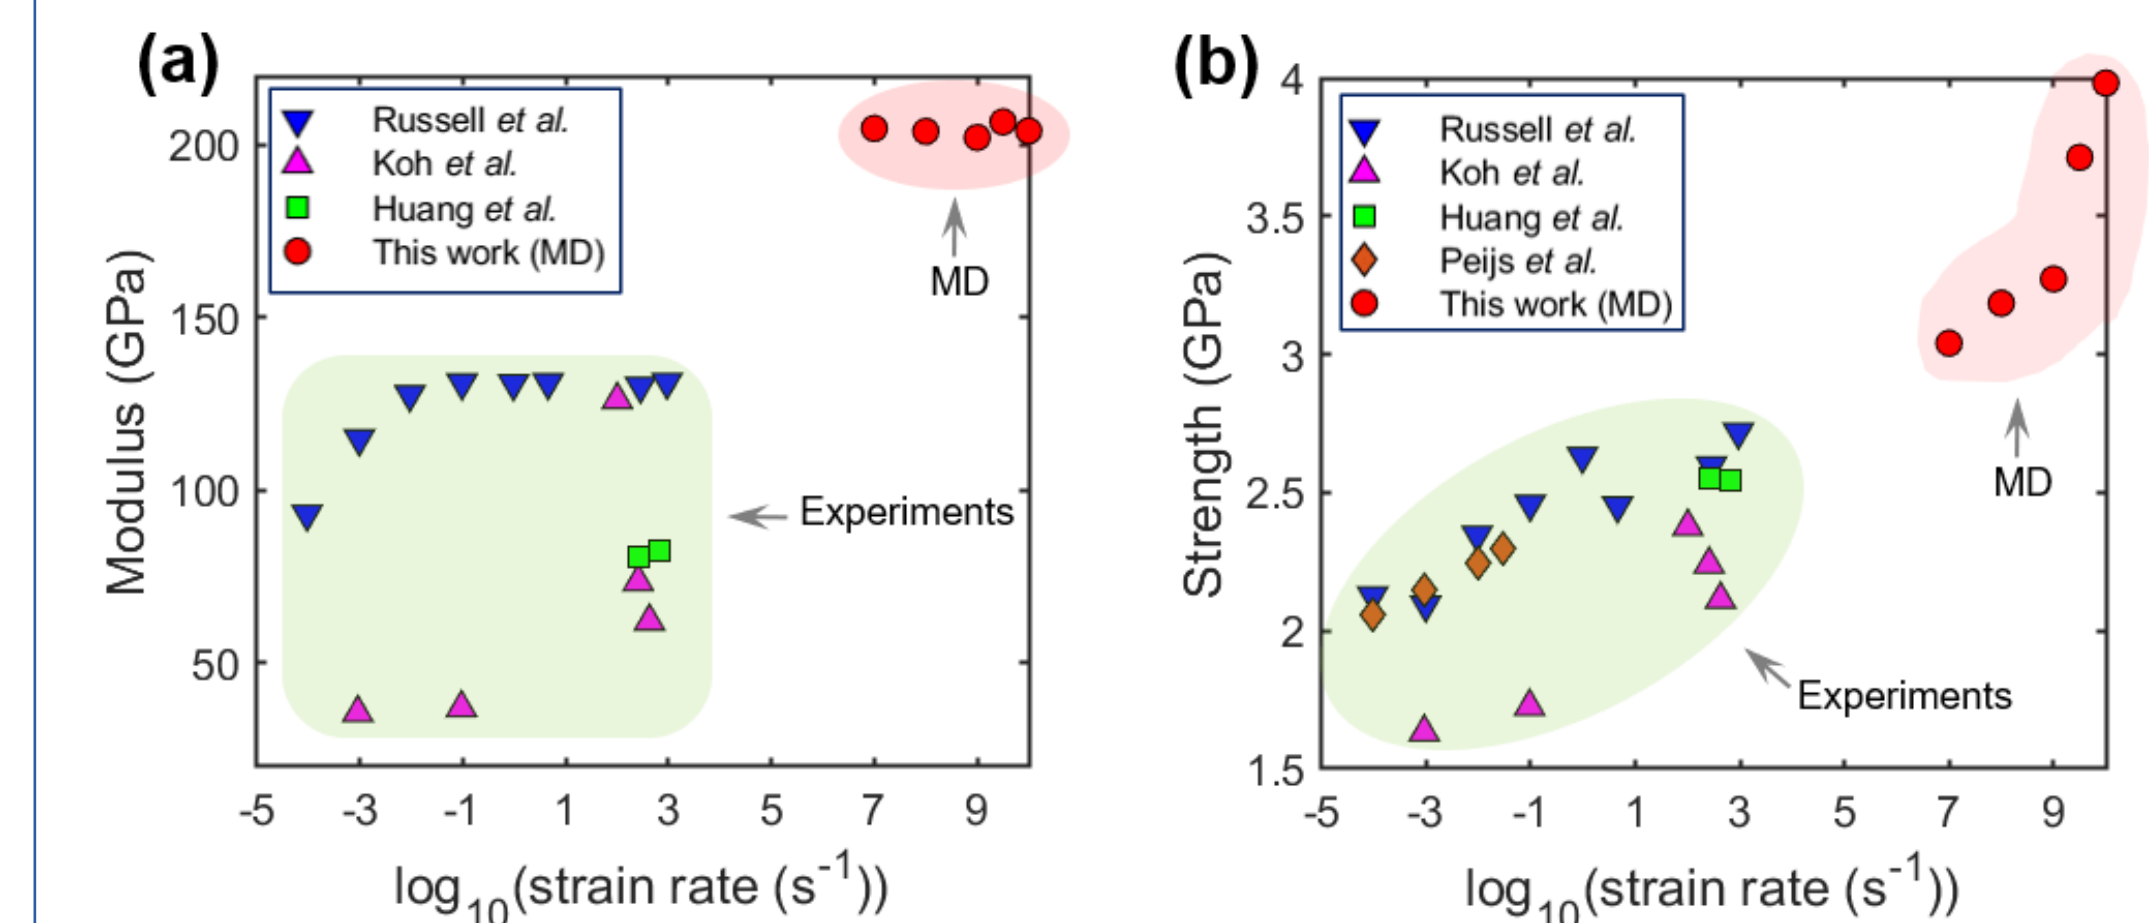 (a)
Russell et al.
Koh et al.
Huang et al.
This work (MD)
200
150
100
50
Modulus (GPa)
MD
Experiments
-5 -3 -1 1 3 5 7 9
log10(strain rate (s-1))
(b)
Russell et al.
Koh et al.
Huang et al.
Peijs et al.
This work (MD)
4
3.5
3
2.5
2
1.5
Strength (GPa)
MD
Experiments
-5 -3 -1 1 3 5 7 9
log10(strain rate (s-1))